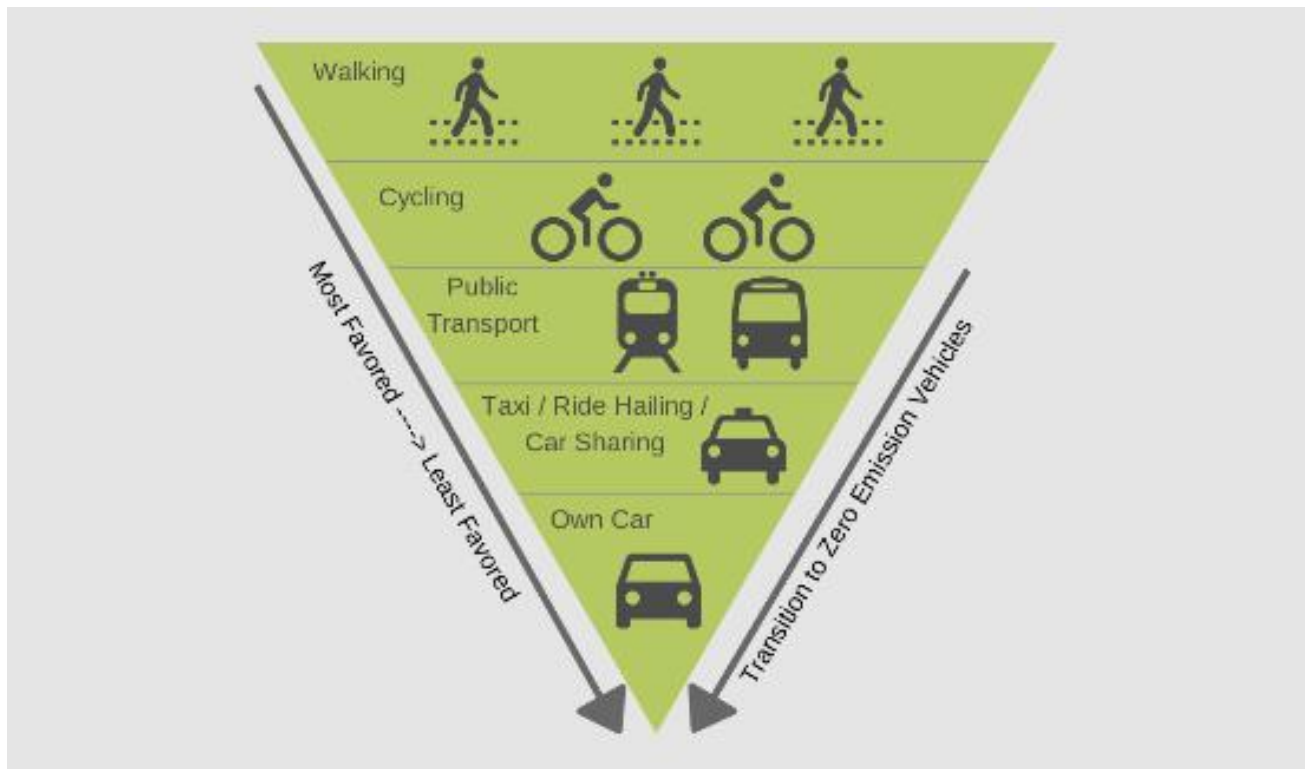 Walking
Cycling
Public
Transport
Taxi / Ride Hailing /
Car Sharing
Own Car
Most Favored ----> Least Favored
Transition to Zero Emission Vehicles